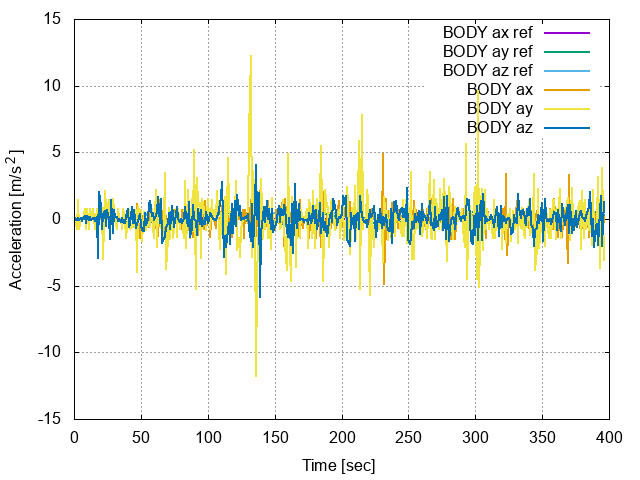 BODY ax ref
BODY ay ref
BODY az ref
BODY ax
BODY ay
BODY az
15
10
5
0
-5
-10
-15
0 50 100 150 200 250 300 350 400
Acceleration [m/s²]
Time [sec]